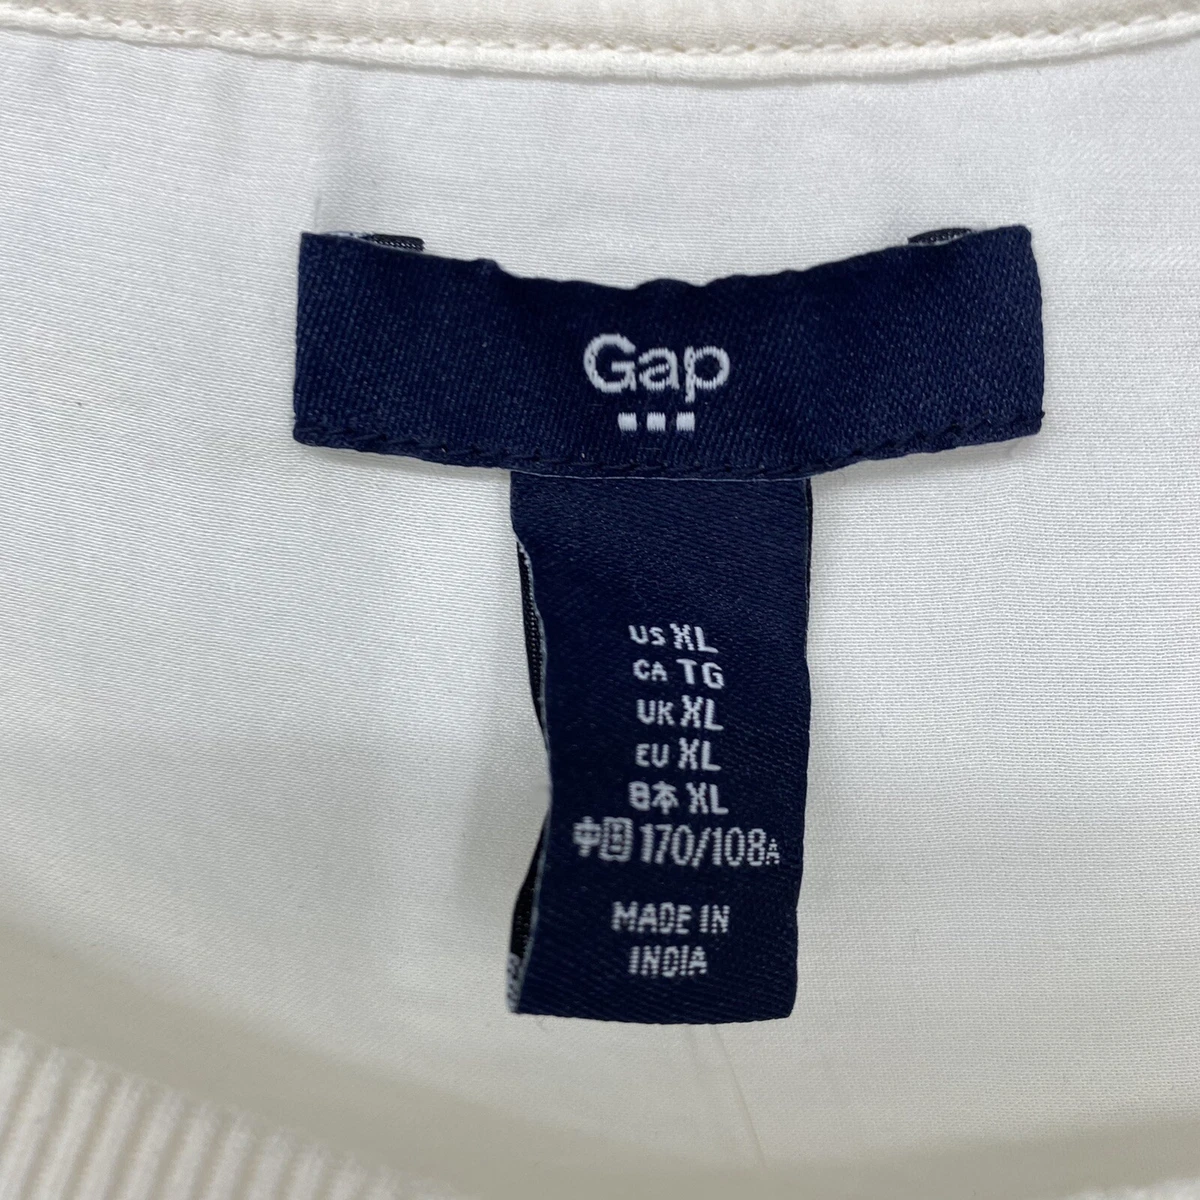 Gap
US XL
CA TG
UK XL
EU XL
日本 XL
中国 170/108A
MADE IN
INDIA